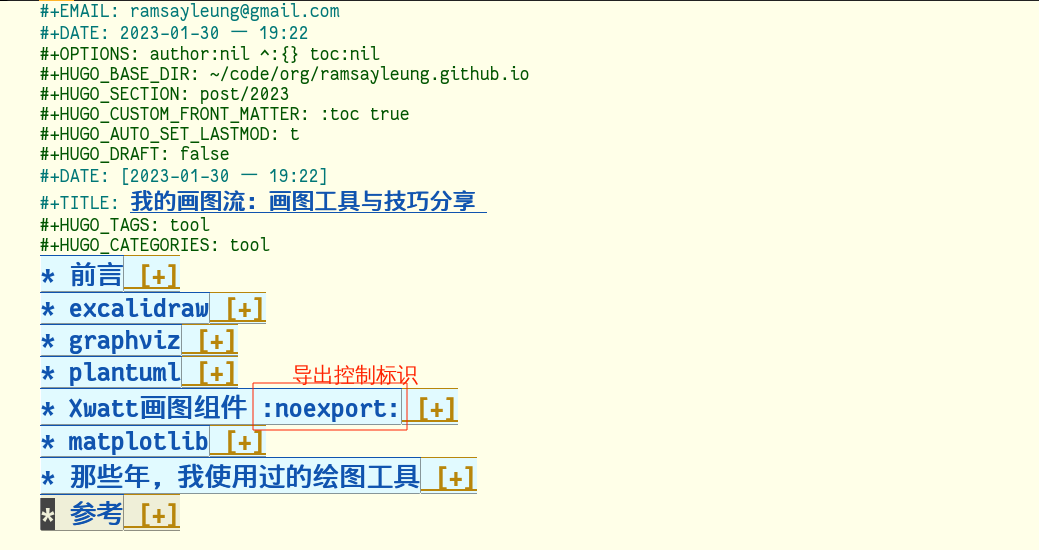 #+EMAIL: ramsayleung@gmail.com
#+DATE: 2023-01-30 一 19:22
#+OPTIONS: author:nil ^:{} toc:nil
#+HUGO_BASE_DIR: ~/code/org/ramsayleung.github.io
#+HUGO_SECTION: post/2023
#+HUGO_CUSTOM_FRONT_MATTER: :toc true
#+HUGO_AUTO_SET_LASTMOD: t
#+HUGO_DRAFT: false
#+DATE: [2023-01-30 一 19:22]
#+TITLE: 我的画图流：画图工具与技巧分享
#+HUGO_TAGS: tool
#+HUGO_CATEGORIES: tool
* 前言 [+]
* excalidraw [+]
* graphviz [+]
* plantuml [+]
导出控制标识
* Xwatt画图组件 :noexport: [+]
* matplotlib [+]
* 那些年，我使用过的绘图工具 [+]
* 参考 [+]